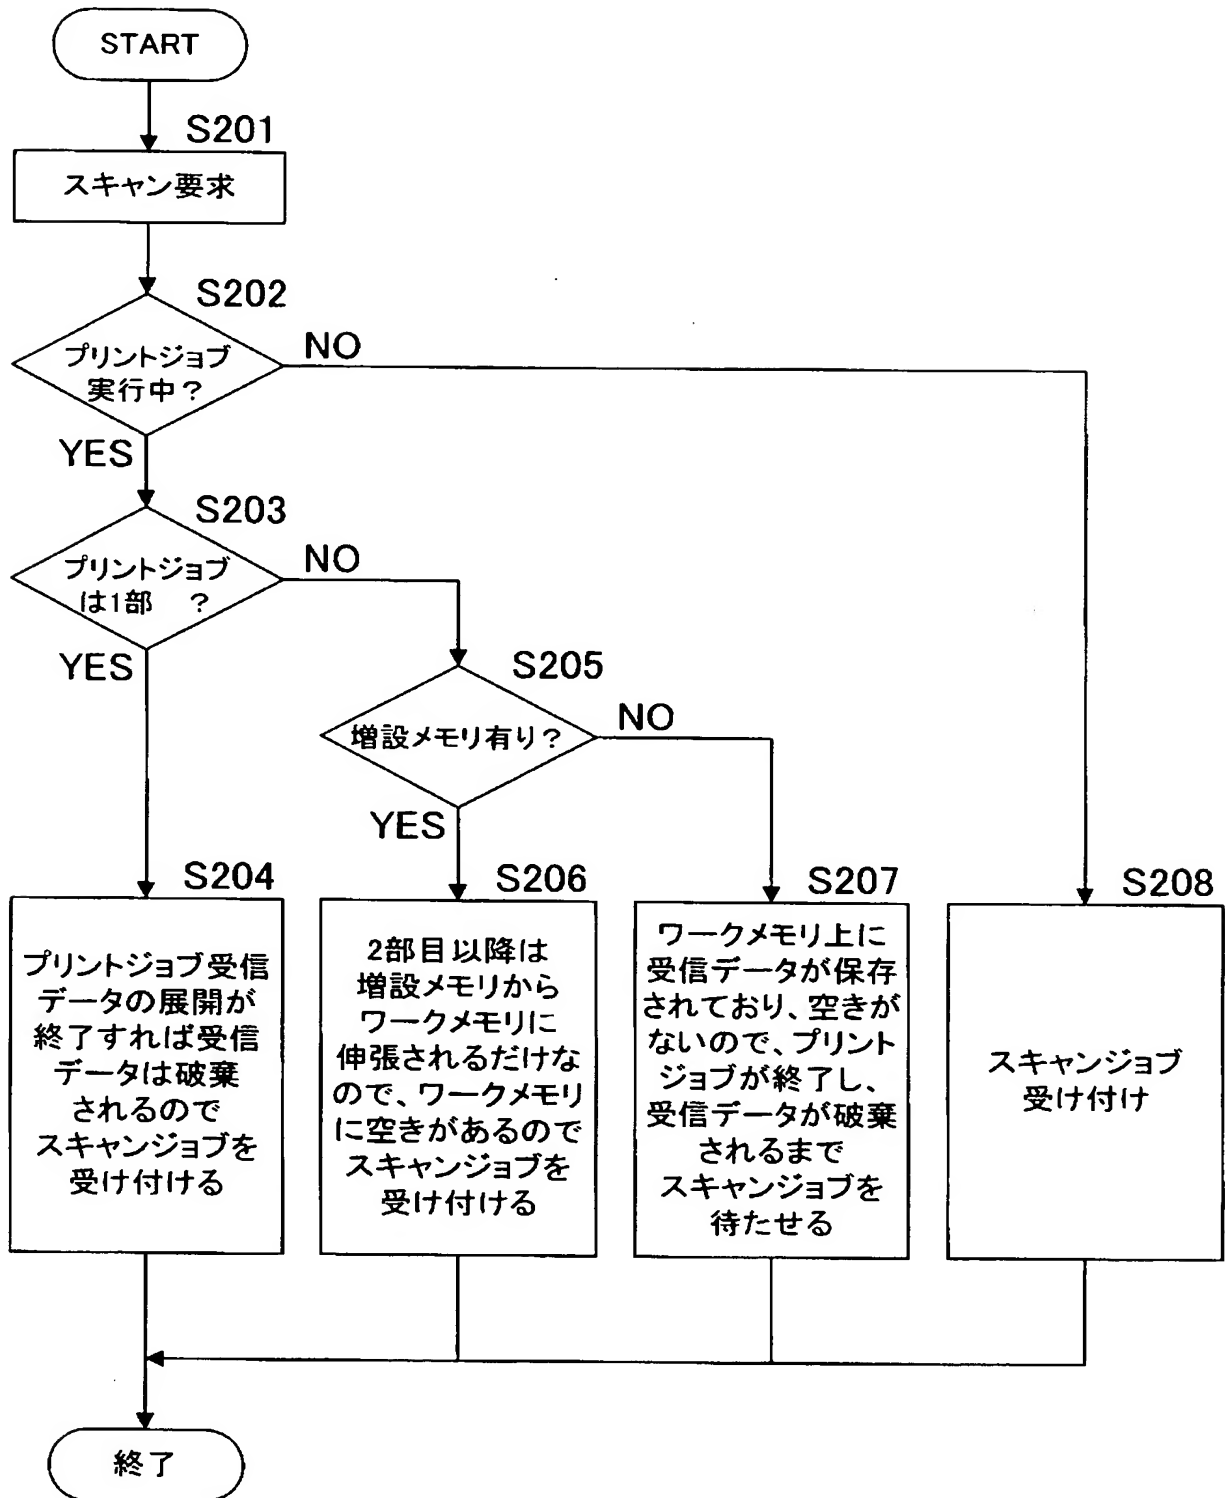 START
S201
スキャン要求
S202
プリントジョブ
実行中?
NO
YES
S203
プリントジョブ
は1部 ?
NO
YES
S205
増設メモリ有り?
NO
YES
S204
プリントジョブ受信
データの展開が
終了すれば受信
データは破棄
されるので
スキャンジョブを
受け付ける
S206
2部目以降は
増設メモリから
ワークメモリに
伸張されるだけな
ので、ワークメモリ
に空きがあるので
スキャンジョブを
受け付ける
S207
ワークメモリ上に
受信データが保存
されており、空きが
ないので、プリント
ジョブが終了し、
受信データが破棄
されるまで
スキャンジョブを
待たせる
S208
スキャンジョブ
受け付け
終了